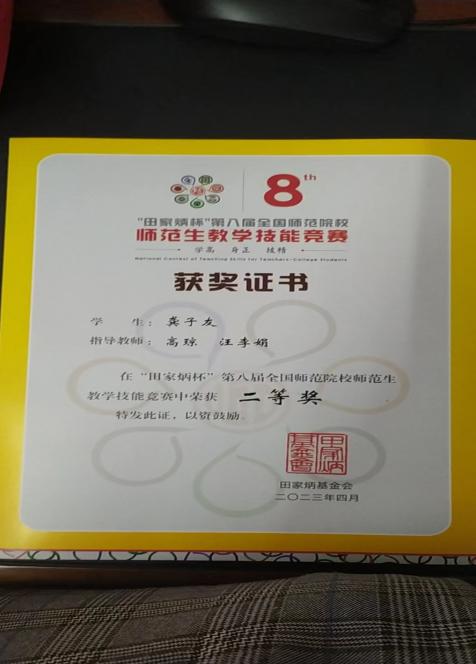 8th
"田家炳杯"第八届全国师范院校
师范生教学技能竞赛
· 学高 身正 技精 ·
National Contest of Teaching Skills for Teachers-College Students
获奖证书
学 生：龚子友
指导教师：高琼 汪季娟
在"田家炳杯"第八届全国师范院校师范生
教学技能竞赛中荣获 二等奖
特发此证，以资鼓励。
田家炳
基金會
田家炳基金会
二〇二三年四月